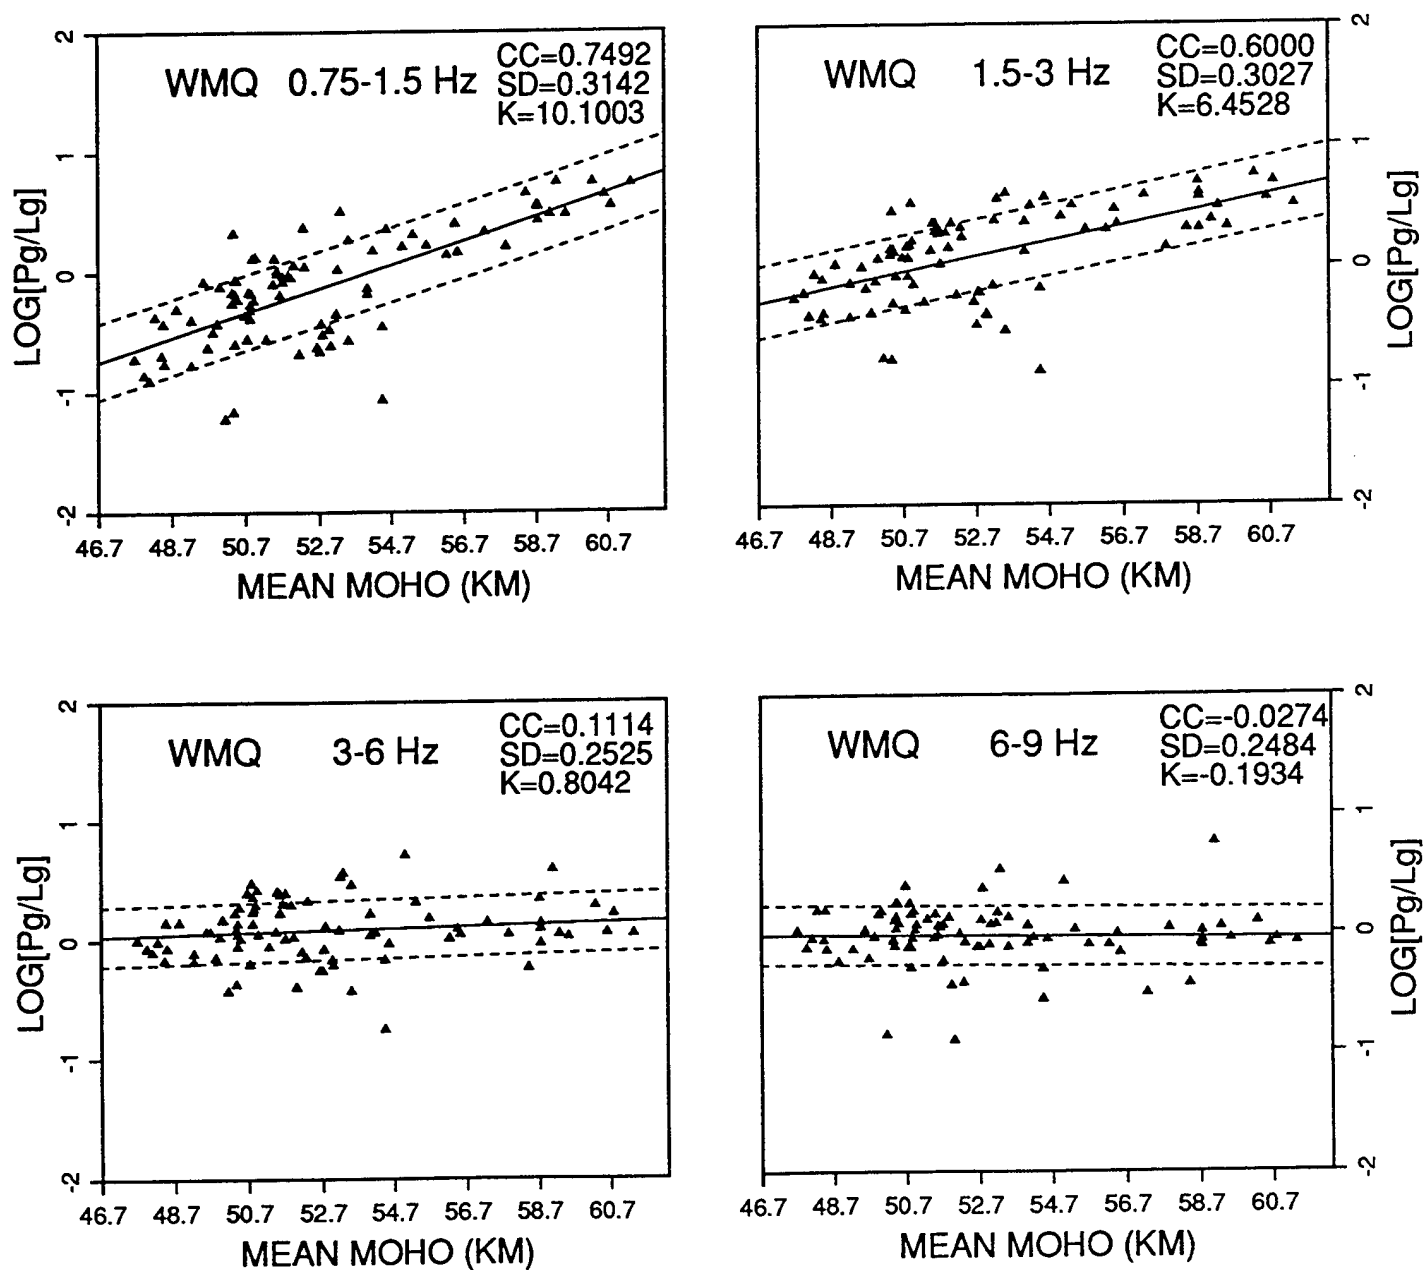 WMQ 0.75-1.5 Hz
CC=0.7492
SD=0.3142
K=10.1003
LOG[Pg/Lg]
2
1
0
-1
-2
46.7 48.7 50.7 52.7 54.7 56.7 58.7 60.7
MEAN MOHO (KM)
WMQ 1.5-3 Hz
CC=0.6000
SD=0.3027
K=6.4528
LOG[Pg/Lg]
2
1
0
-1
-2
46.7 48.7 50.7 52.7 54.7 56.7 58.7 60.7
MEAN MOHO (KM)
WMQ 3-6 Hz
CC=0.1114
SD=0.2525
K=0.8042
LOG[Pg/Lg]
2
1
0
-1
-2
46.7 48.7 50.7 52.7 54.7 56.7 58.7 60.7
MEAN MOHO (KM)
WMQ 6-9 Hz
CC=-0.0274
SD=0.2484
K=-0.1934
LOG[Pg/Lg]
2
1
0
-1
-2
46.7 48.7 50.7 52.7 54.7 56.7 58.7 60.7
MEAN MOHO (KM)